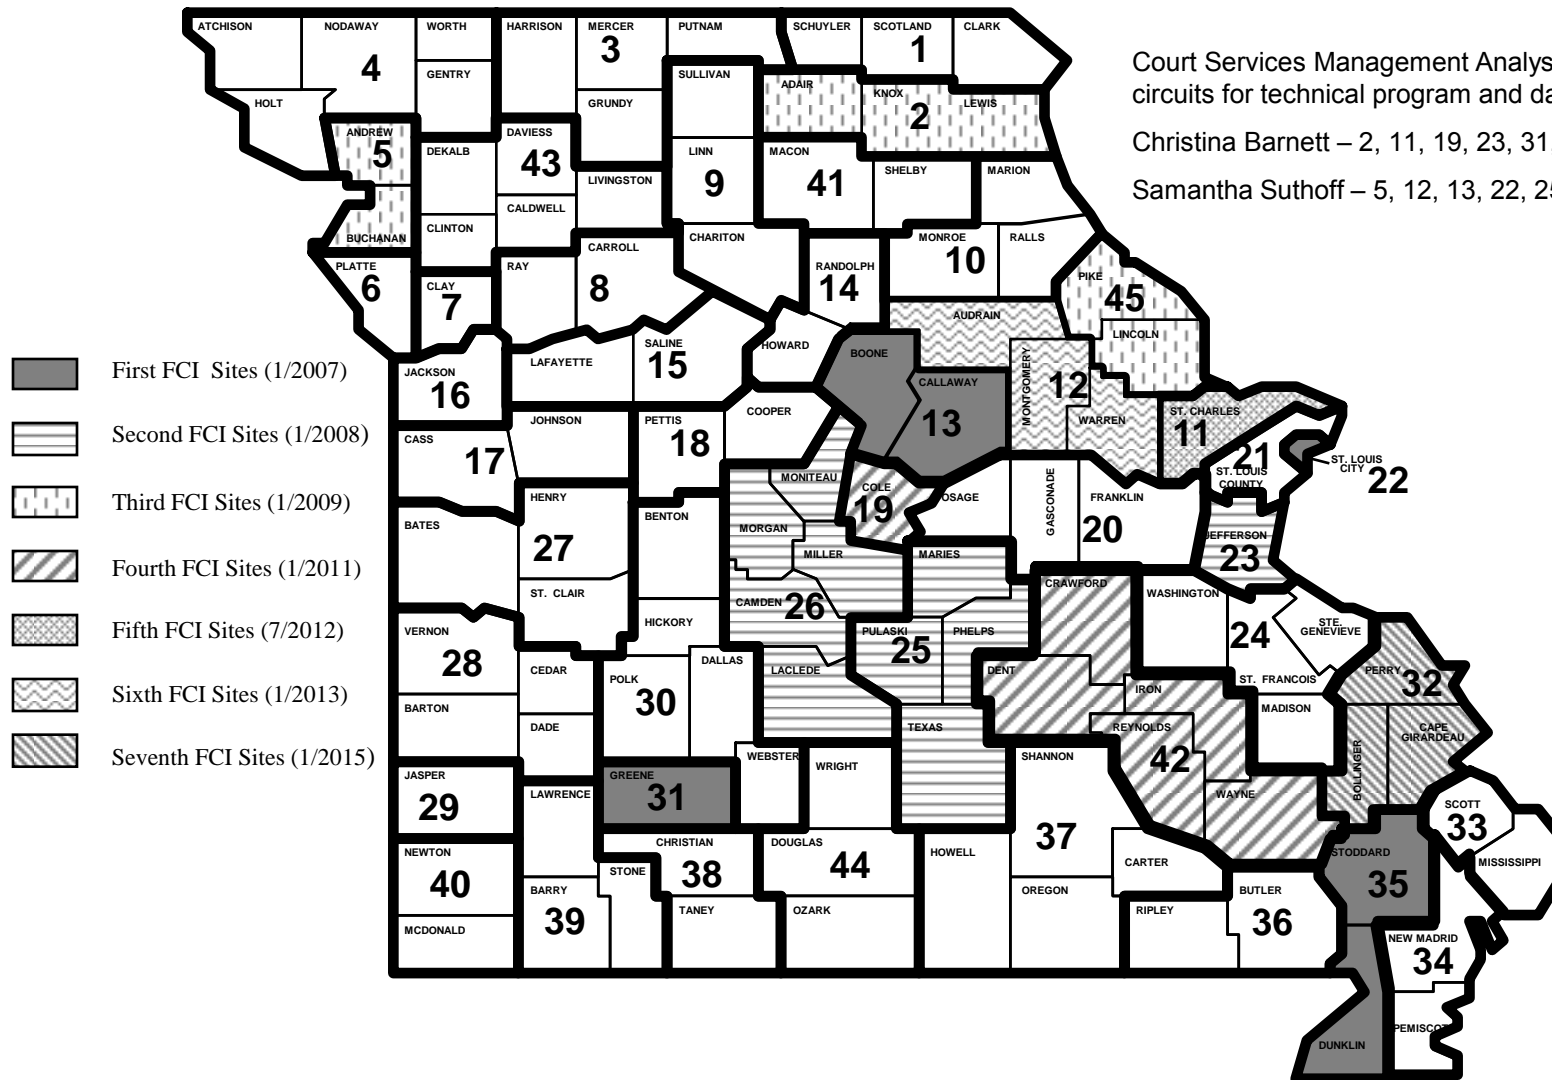 ATCHISON NODAWAY WORTH HARRISON MERCER PUTNAM SCHUYLER SCOTLAND CLARK
4 3 1
GENTRY SULLIVAN ADAIR KNOX LEWIS
HOLT GRUNDY 2
Court Services Management Analys
circuits for technical program and da
Christina Barnett – 2, 11, 19, 23, 31,
Samantha Suthoff – 5, 12, 13, 22, 25
ANDREW DAVIESS
5 DEKALB 43 LINN MACON SHELBY MARION
LIVINGSTON 9 41
CALDWELL
BUCHANAN CLINTON CARROLL CHARITON MONROE RALLS
PLATTE RAY RANDOLPH 10 PIKE
6 CLAY 8 14 45
7 AUDRAIN
SALINE HOWARD BOONE LINCOLN
First FCI Sites (1/2007)
JACKSON LAFAYETTE 15 CALLAWAY MONTGOMERY 12
16 13 WARREN ST. CHARLES
JOHNSON PETTIS COOPER 11
Second FCI Sites (1/2008)
CASS 17 18 21 ST. LOUIS
CITY 22
MONITEAU ST. LOUIS
COUNTY
Third FCI Sites (1/2009)
HENRY COLE OSAGE GASCONADE FRANKLIN
BATES BENTON MORGAN 19 20 JEFFERSON
27 MILLER MARIES 23
Fourth FCI Sites (1/2011)
ST. CLAIR CAMDEN 26 CRAWFORD WASHINGTON
Fifth FCI Sites (7/2012)
VERNON HICKORY PULASKI PHELPS 24 STE.
GENEVIEVE
28 CEDAR DALLAS 25
POLK LACLEDE DENT IRON ST. FRANCOIS PERRY
Sixth FCI Sites (1/2013)
BARTON 30 32
DADE TEXAS REYNOLDS MADISON CAPE
GIRARDEAU
Seventh FCI Sites (1/2015)
WEBSTER WRIGHT SHANNON 42 BOLLINGER
JASPER GREENE
29 LAWRENCE 31 WAYNE SCOTT
37 33
NEWTON CHRISTIAN DOUGLAS HOWELL CARTER STODDARD MISSISSIPPI
40 STONE 38 44 35
BARRY OREGON BUTLER
39 TANEY OZARK RIPLEY 36
MCDONALD NEW MADRID
34
PEMISCOT
DUNKLIN